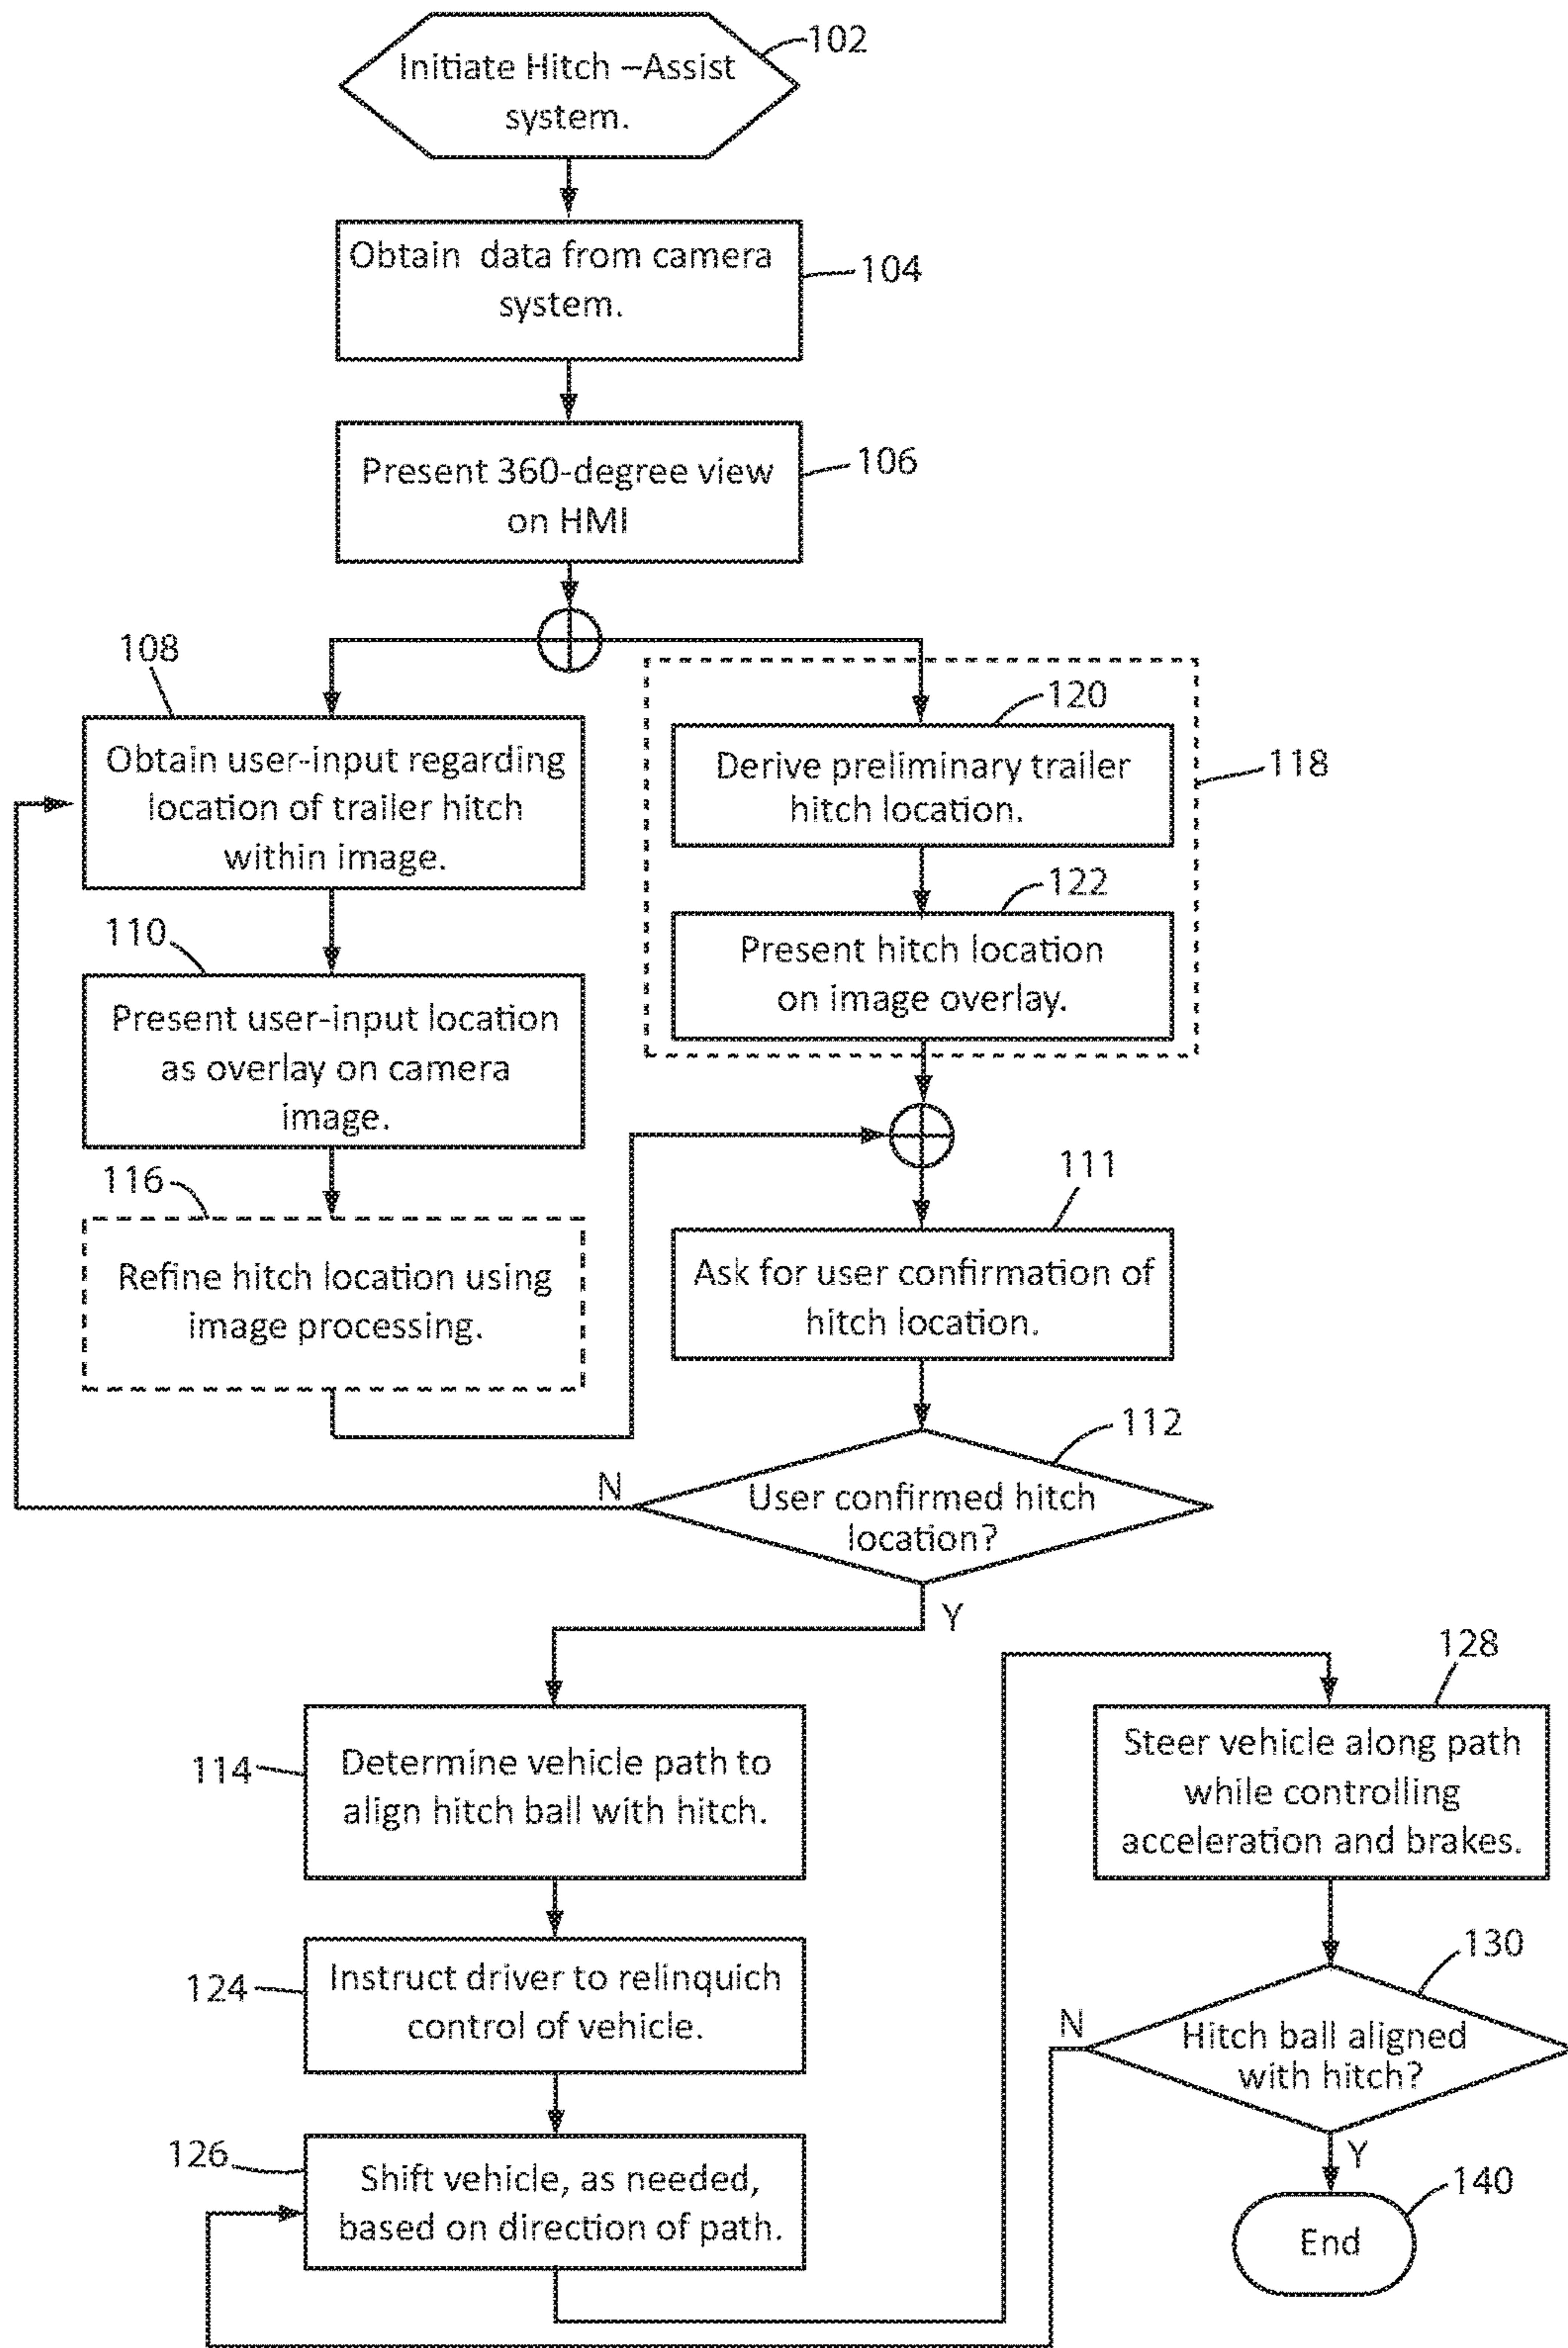 102
Initiate Hitch –Assist
system.
Obtain data from camera
system.
104
Present 360-degree view
on HMI
106
108
Obtain user-input regarding
location of trailer hitch
within image.
120
Derive preliminary trailer
hitch location.
118
122
Present hitch location
on image overlay.
110
Present user-input location
as overlay on camera
image.
116
Refine hitch location using
image processing.
111
Ask for user confirmation of
hitch location.
112
N
User confirmed hitch
location?
Y
114
Determine vehicle path to
align hitch ball with hitch.
124
Instruct driver to relinquich
control of vehicle.
126
Shift vehicle, as needed,
based on direction of path.
128
Steer vehicle along path
while controlling
acceleration and brakes.
130
N
Hitch ball aligned
with hitch?
Y
140
End